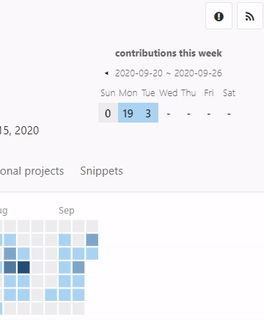 contributions this week
2020-09-20 ~ 2020-09-26
Sun Mon Tue Wed Thu Fri Sat
0 19 3 - - - -
15, 2020
onal projects Snippets
ug Sep